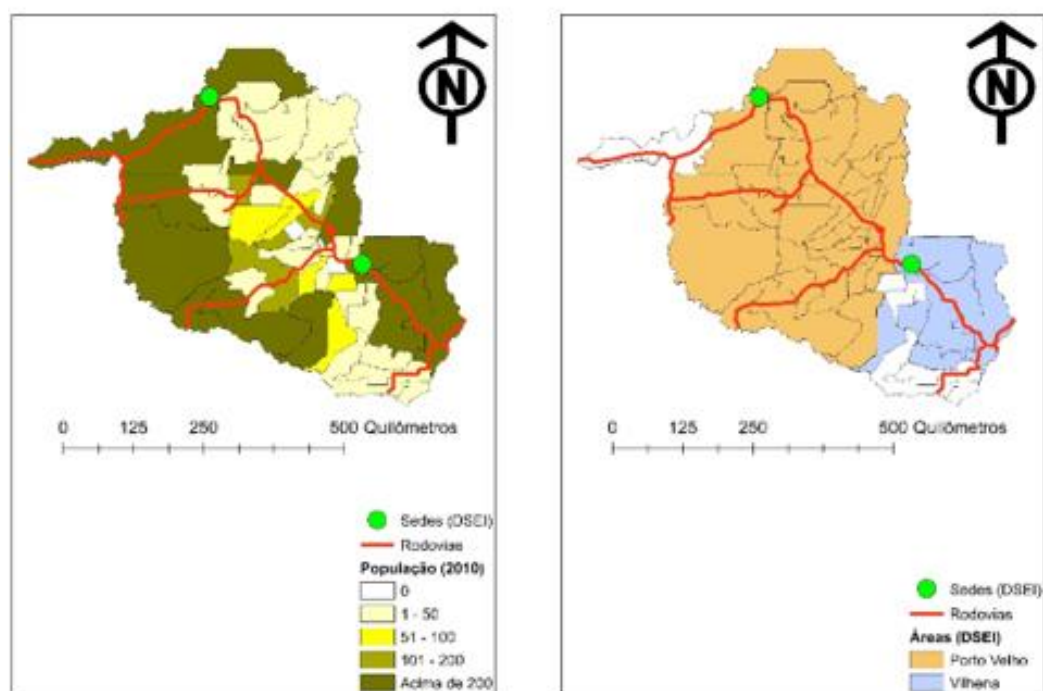 N
0 125 250 500 Quilômetros
Sedes (DSEI)
Rodovias
População (2010)
0
1 - 50
51 - 100
101 - 200
Acima de 200
N
0 125 250 500 Quilômetros
Sedes (DSEI)
Rodovias
Áreas (DSEI)
Porto Velho
Vilhena